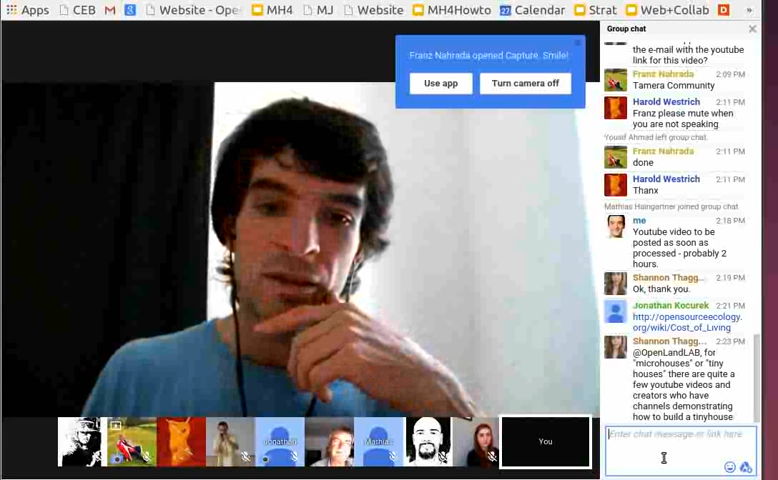 Apps CEB Website - Ope MH4 MJ Website MH4Howto 27 Calendar Strat Web+Collab D »
Franz Nahrada opened Capture. Smile!
Use app Turn camera off
Jonathan
Mathias
You
Group chat
the e-mail with the youtube
link for this video?
Franz Nahrada 2:09 PM
Tamera Community
Harold Westrich 2:11 PM
Franz please mute when
you are not speaking
Yousif Ahmed left group chat.
Franz Nahrada 2:11 PM
done
Harold Westrich 2:11 PM
Thanx
Mathias Haingartner joined group chat.
me 2:18 PM
Youtube video to be
posted as soon as
processed - probably 2
hours.
Shannon Thagg... 2:19 PM
Ok, thank you.
Jonathan Kocurek 2:21 PM
http://opensourceecology.
org/wiki/Cost_of_Living
Shannon Thagg... 2:23 PM
@OpenLandLAB, for
"microhouses" or "tiny
houses" there are quite a
few youtube videos and
creators who have
channels demonstrating
how to build a tinyhouse
Enter chat message or link here